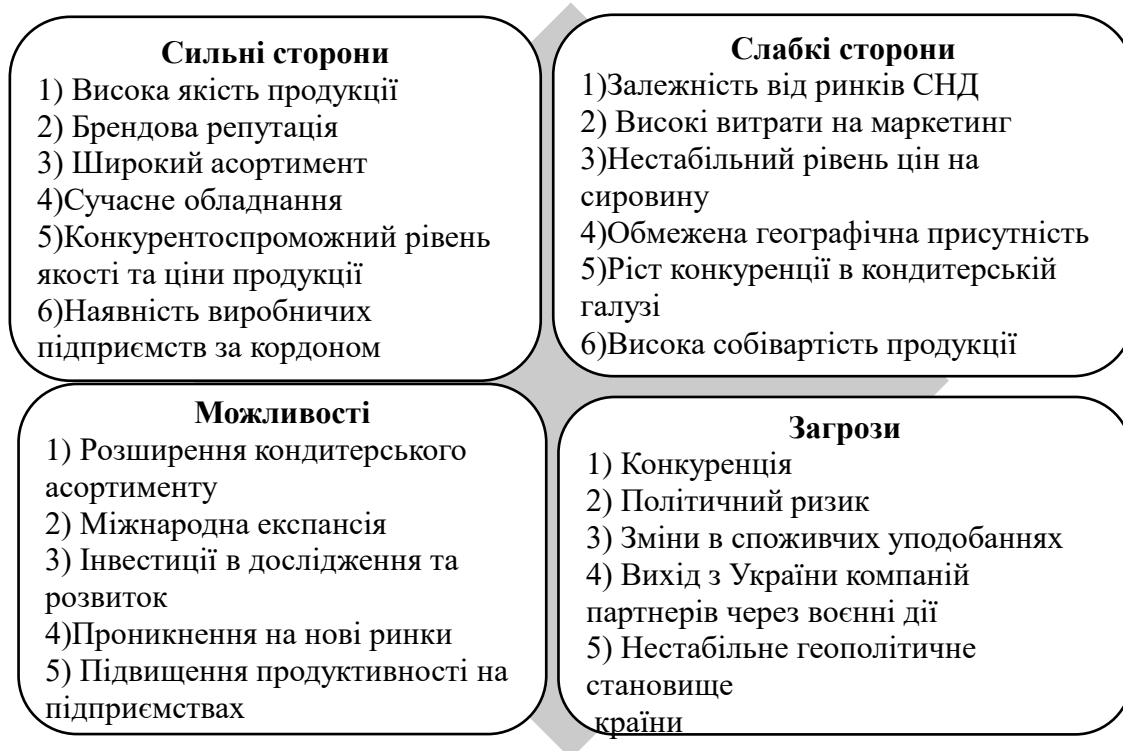 Сильні сторони
1) Висока якість продукції
2) Брендова репутація
3) Широкий асортимент
4)Сучасне обладнання
5)Конкурентоспроможний рівень
якості та ціни продукції
6)Наявність виробничих
підприємств за кордоном
Слабкі сторони
1)Залежність від ринків СНД
2) Високі витрати на маркетинг
3)Нестабільний рівень цін на
сировину
4)Обмежена географічна присутність
5)Ріст конкуренції в кондитерській
галузі
6)Висока собівартість продукції
Можливості
1) Розширення кондитерського
асортименту
2) Міжнародна експансія
3) Інвестиції в дослідження та
розвиток
4)Проникнення на нові ринки
5) Підвищення продуктивності на
підприємствах
Загрози
1) Конкуренція
2) Політичний ризик
3) Зміни в споживчих уподобаннях
4) Вихід з України компаній
партнерів через воєнні дії
5) Нестабільне геополітичне
становище
країни